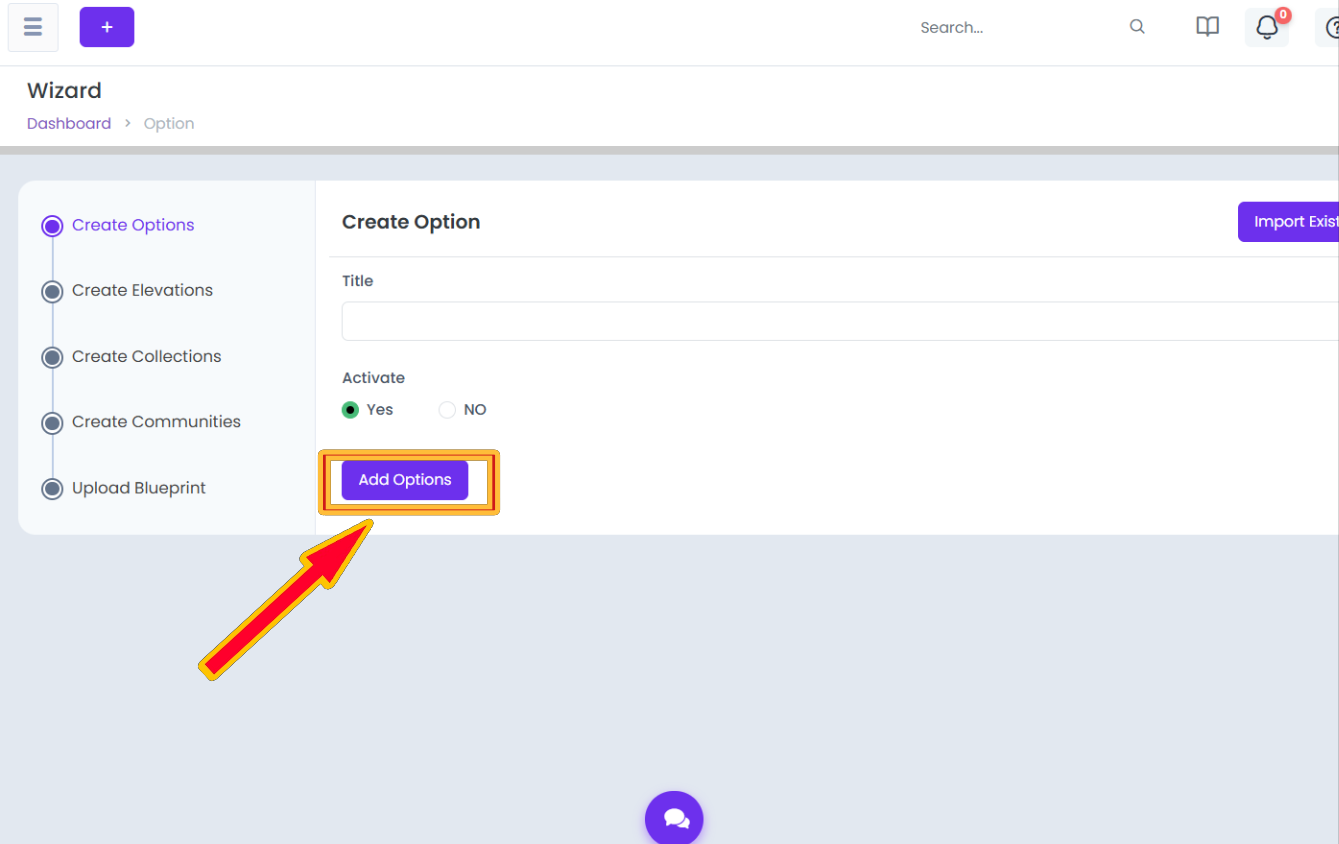 +
Search...
0
Wizard
Dashboard > Option
Create Options
Create Elevations
Create Collections
Create Communities
Upload Blueprint
Create Option
Import Exist
Title
Activate
Yes
NO
Add Options